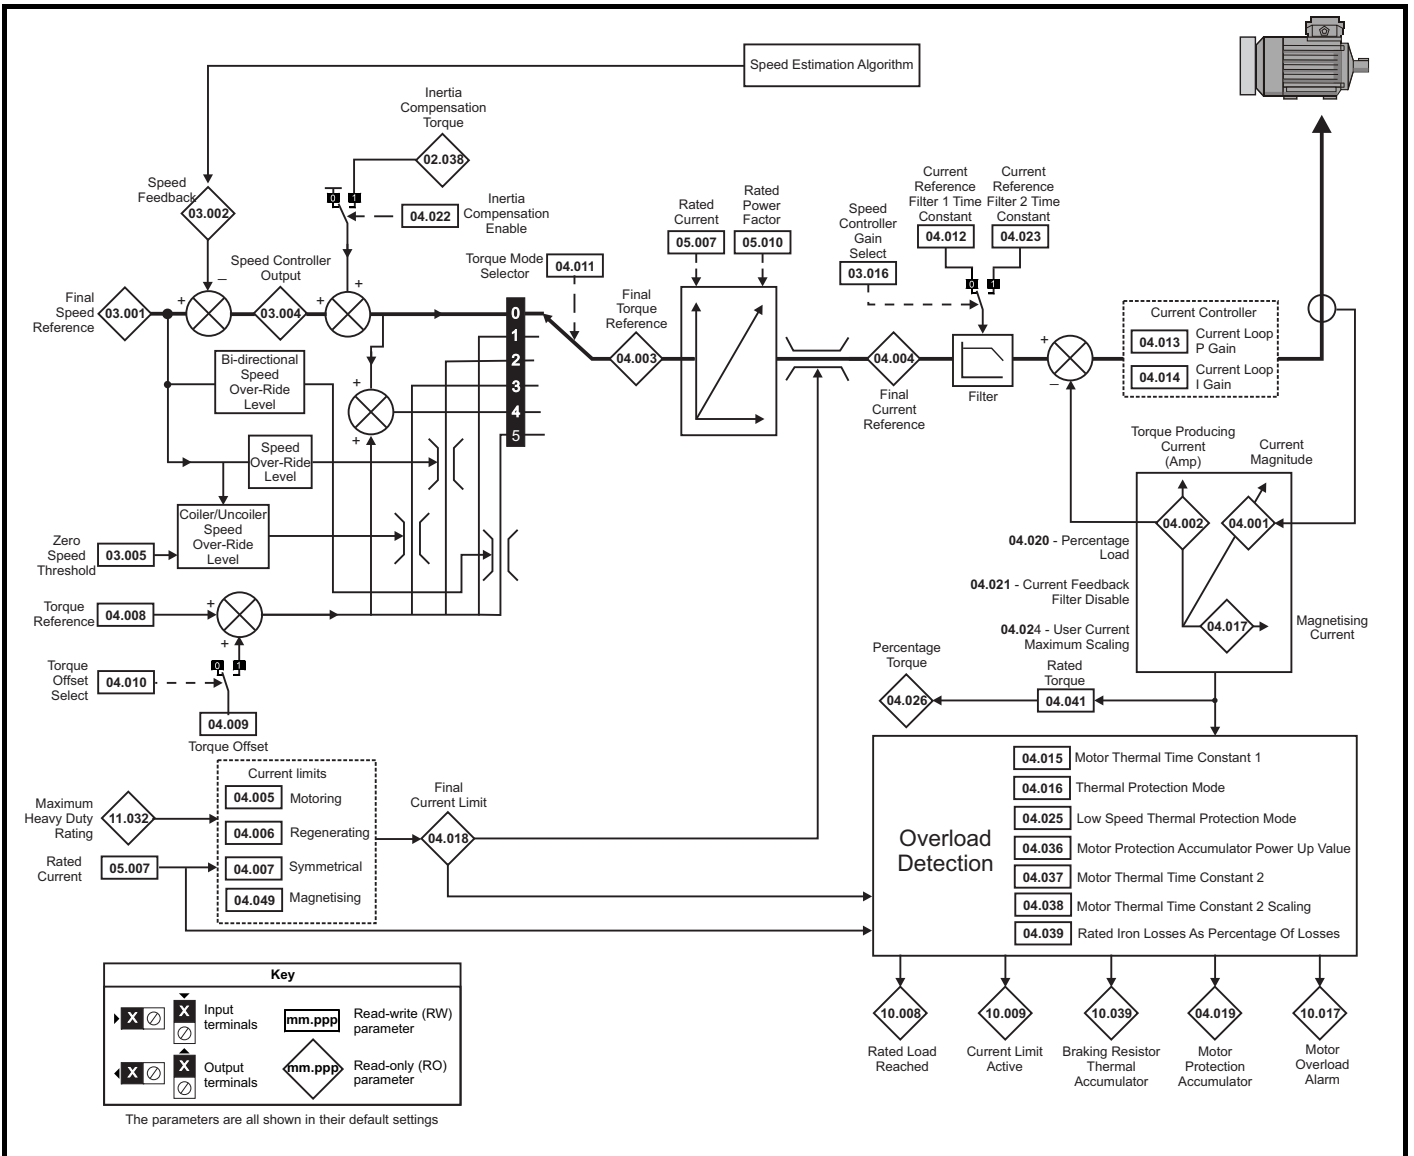 Speed Estimation Algorithm
Inertia
Compensation
Torque
02.038
Speed
Feedback
03.002
0 1
04.022
Inertia
Compensation
Enable
Speed Controller
Output
Final
Speed
Reference
03.001
+
–
03.004
+
+
Torque Mode
Selector
04.011
Rated
Current
05.007
Rated
Power
Factor
05.010
Speed
Controller
Gain
Select
03.016
Current
Reference
Filter 1 Time
Constant
04.012
Current
Reference
Filter 2 Time
Constant
04.023
0 1
Final
Torque
Reference
04.003
04.004
Final
Current
Reference
Filter
+
–
Current Controller
04.013
Current Loop
P Gain
04.014
Current Loop
I Gain
0
1
2
3
4
5
Bi-directional
Speed
Over-Ride
Level
+
+
Speed
Over-Ride
Level
Coiler/Uncoiler
Speed
Over-Ride
Level
Zero
Speed
Threshold
03.005
Torque
Reference
04.008
+
+
0 1
Torque
Offset
Select
04.010
04.009
Torque Offset
Torque Producing
Current
(Amp)
Current
Magnitude
04.002
04.001
04.017
Magnetising
Current
04.020 - Percentage
Load
04.021 - Current Feedback
Filter Disable
04.024 - User Current
Maximum Scaling
Percentage
Torque
04.026
Rated
Torque
04.041
Maximum
Heavy Duty
Rating
11.032
Rated
Current
05.007
Current limits
04.005 Motoring
04.006 Regenerating
04.007 Symmetrical
04.049 Magnetising
Final
Current Limit
04.018
Overload
Detection
04.015 Motor Thermal Time Constant 1
04.016 Thermal Protection Mode
04.025 Low Speed Thermal Protection Mode
04.036 Motor Protection Accumulator Power Up Value
04.037 Motor Thermal Time Constant 2
04.038 Motor Thermal Time Constant 2 Scaling
04.039 Rated Iron Losses As Percentage Of Losses
10.008
Rated Load
Reached
10.009
Current Limit
Active
10.039
Braking Resistor
Thermal
Accumulator
04.019
Motor
Protection
Accumulator
10.017
Motor
Overload
Alarm
Key
X X
Input
terminals
mm.ppp
Read-write (RW)
parameter
X X
Output
terminals
mm.ppp
Read-only (RO)
parameter
The parameters are all shown in their default settings